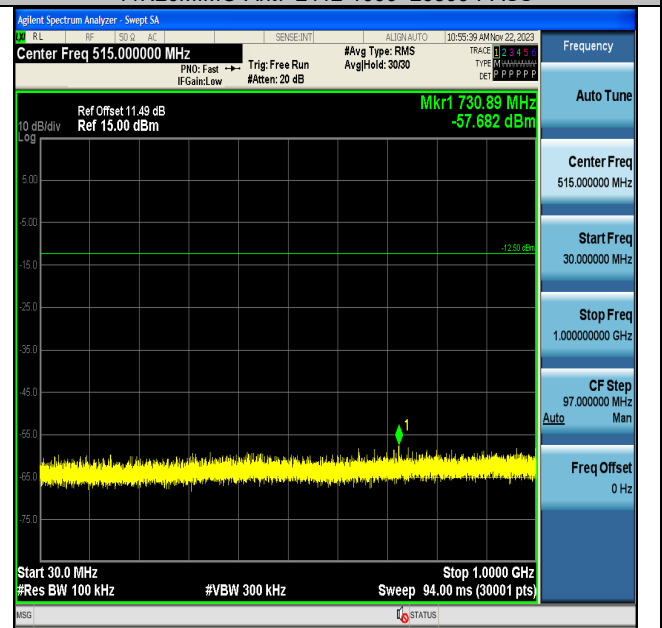 Agilent Spectrum Analyzer - Swept SA
LXI RL RF 50 Ω AC SENSE:INT ALIGN AUTO 10:55:39 AM Nov 22, 2023
Center Freq 515.000000 MHz
#Avg Type: RMS
TRACE 1 2 3 4 5 6
PNO: Fast
Trig: Free Run
Avg|Hold: 30/30
TYPE M
IFGain:Low
#Atten: 20 dB
DET P P P P P P
Mkr1 730.89 MHz
-57.682 dBm
Ref Offset 11.49 dB
10 dB/div Ref 15.00 dBm
Log
5.00
-5.00
-12.50 dBm
-15.0
-25.0
-35.0
-45.0
-55.0
1
-65.0
-75.0
Start 30.0 MHz
Stop 1.0000 GHz
#Res BW 100 kHz
#VBW 300 kHz
Sweep 94.00 ms (30001 pts)
MSG
STATUS
Frequency
Auto Tune
Center Freq
515.000000 MHz
Start Freq
30.000000 MHz
Stop Freq
1.000000000 GHz
CF Step
97.000000 MHz
Auto Man
Freq Offset
0 Hz